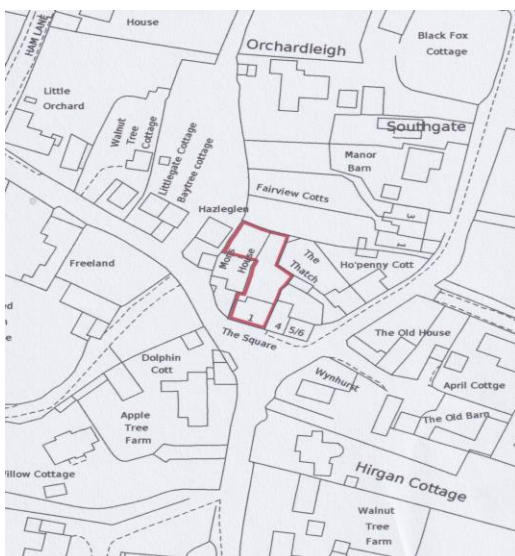 House
HAM LANE
Orchardleigh
Black Fox
Cottage
Little
Orchard
Walnut
Tree
Cottage
Littlegate Cottage
Baytree cottage
Southgate
Manor
Barn
Fairview Cotts
3
1
Hazleglen
House
The
Thatch
Ho'penny Cott
Freeland
1
4
5/6
The Square
The Old House
Dolphin
Cott
Wynhurst
April Cottge
The Old Barn
Apple
Tree
Farm
Willow Cottage
Hirgan Cottage
Walnut
Tree
Farm